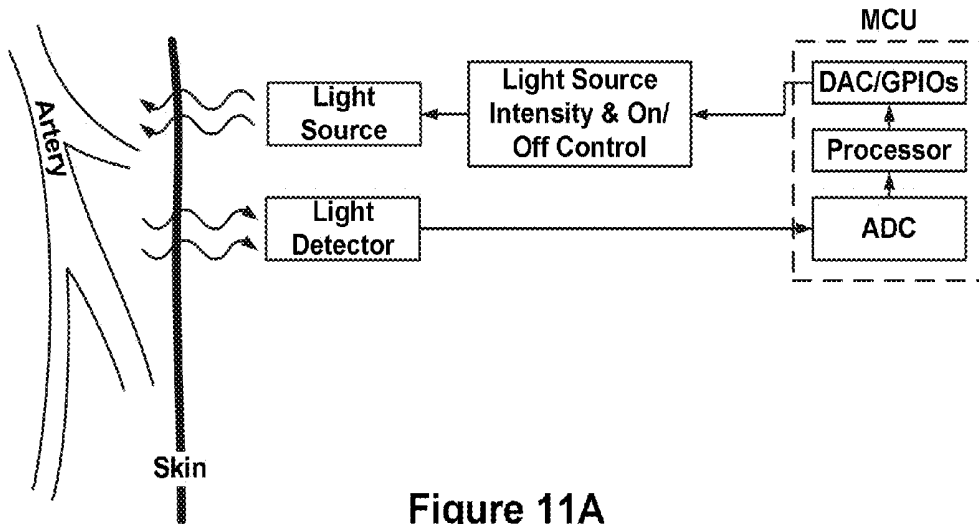 MCU
Artery
Light
Source
Light Source
Intensity & On/
Off Control
DAC/GPIOs
Processor
Light
Detector
ADC
Skin
Figure 11A